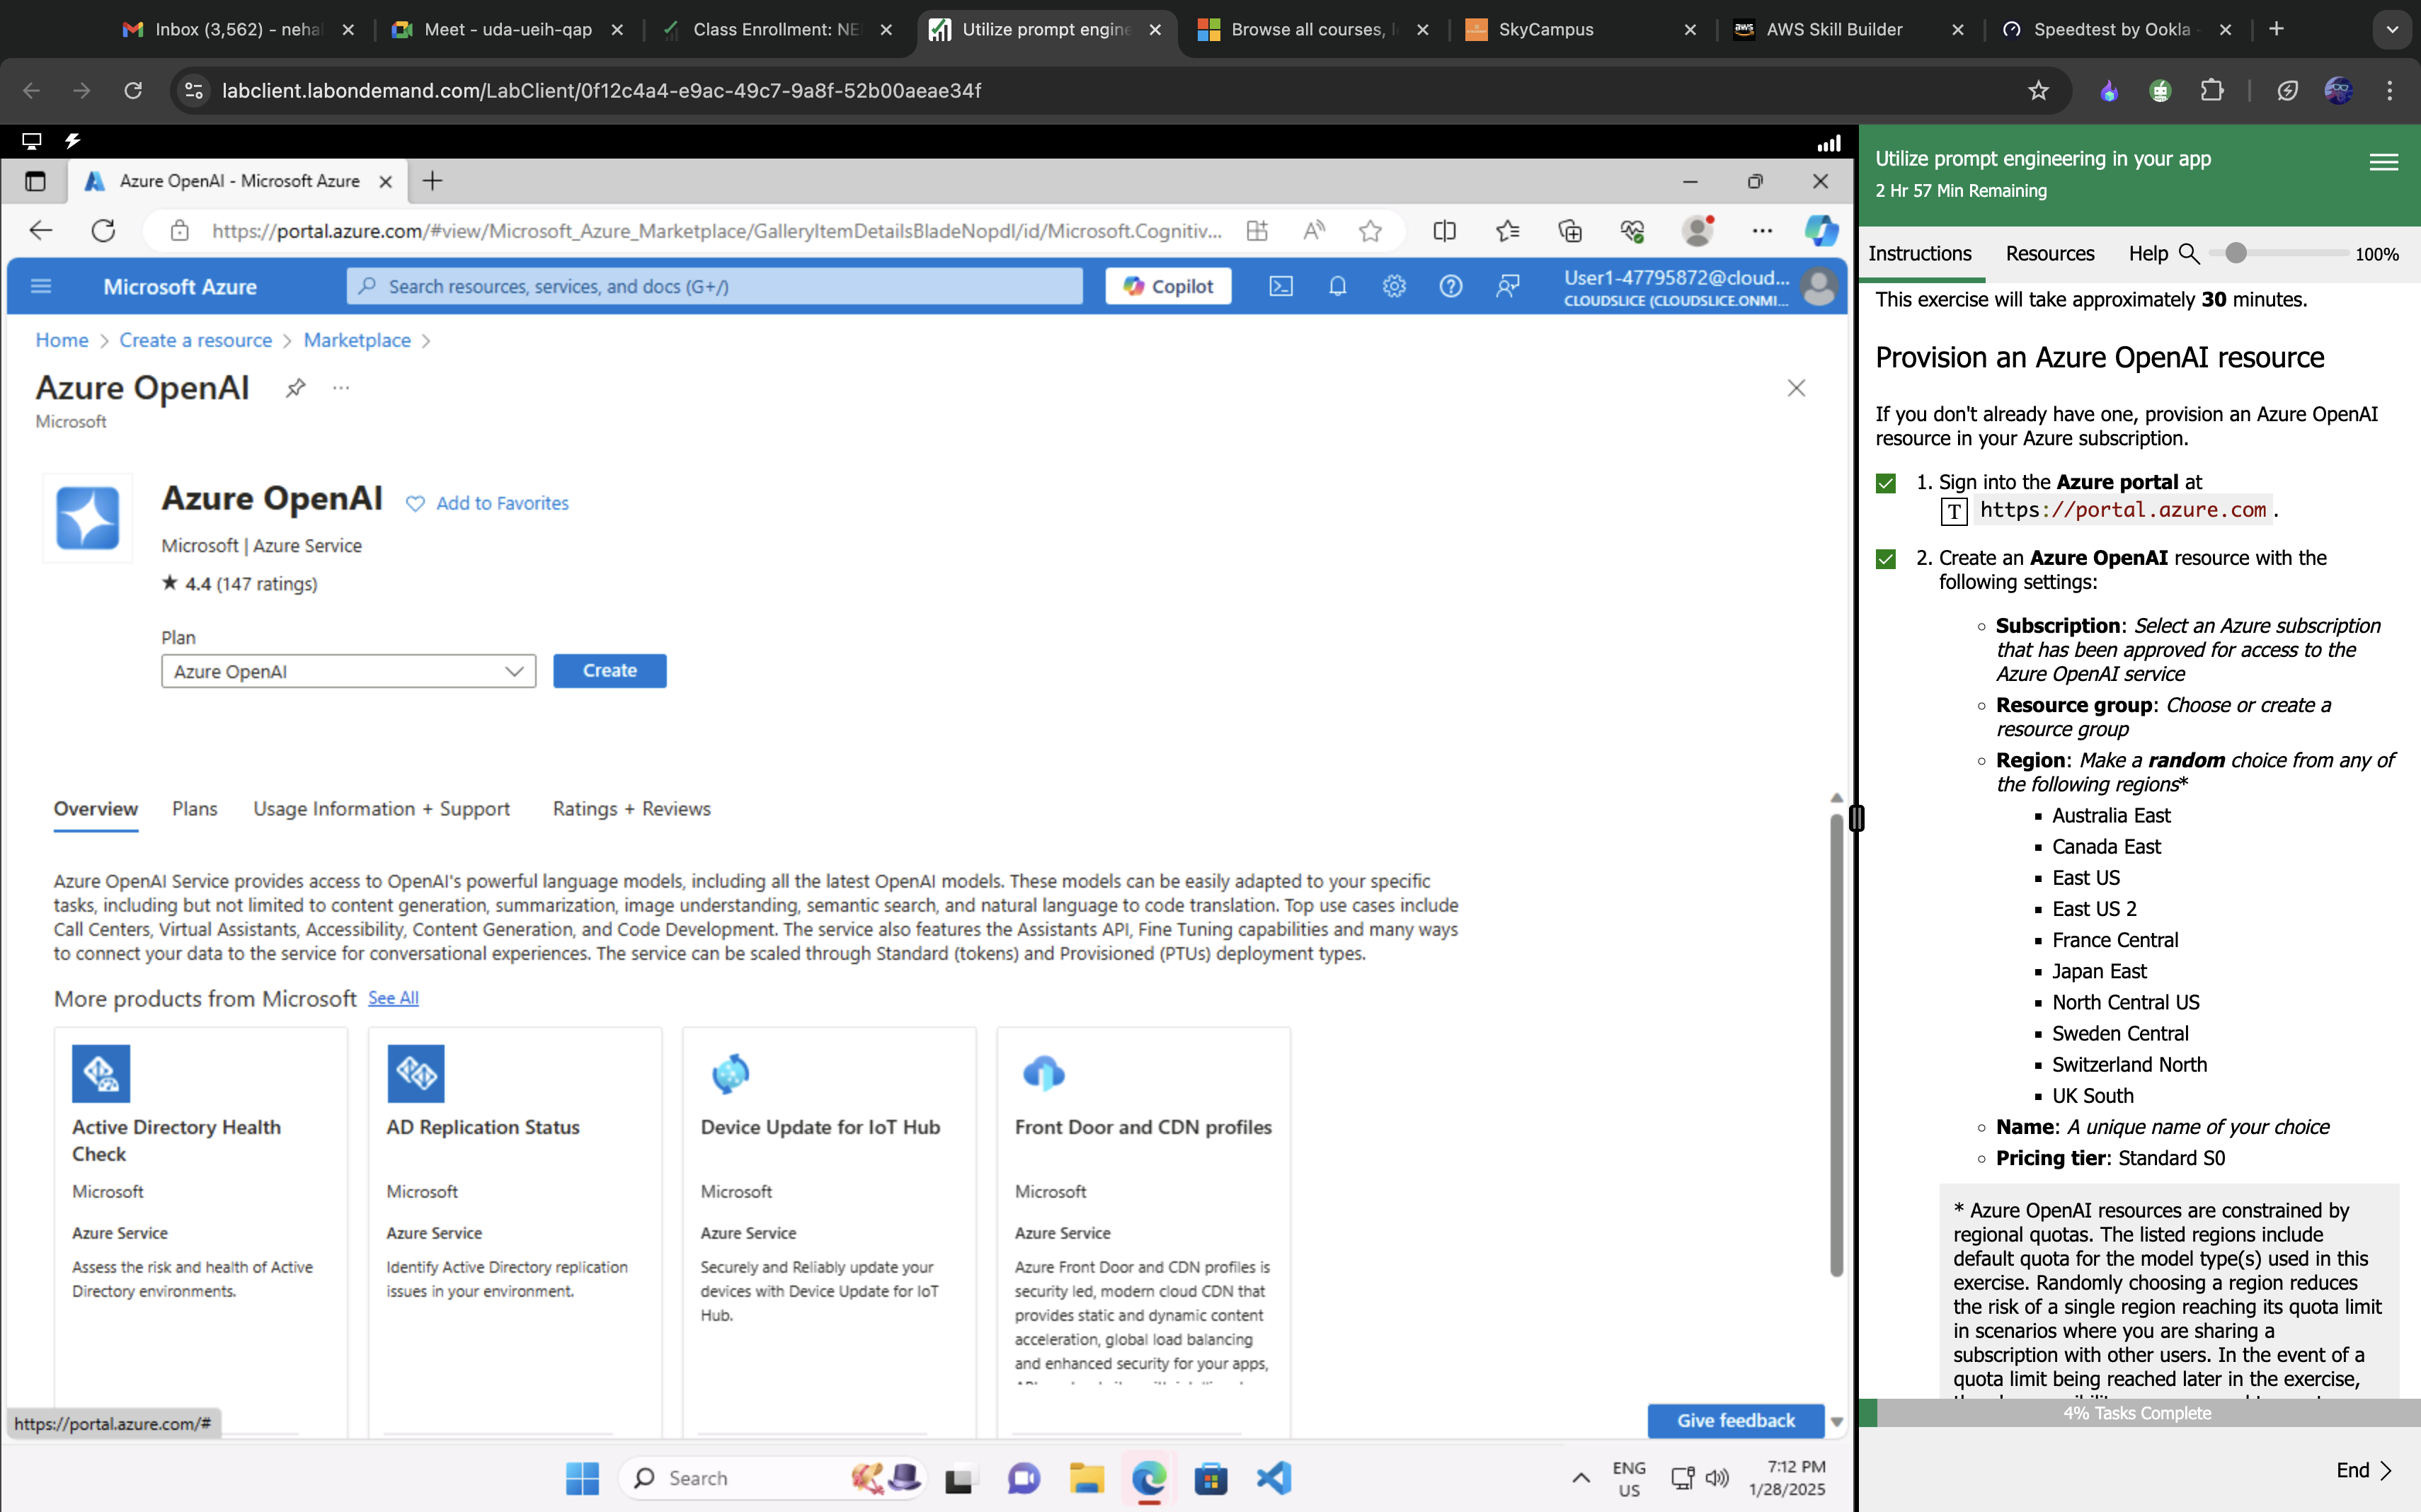 Inbox (3,562) - neha
Meet - uda-ueih-qap
Class Enrollment: NE
Utilize prompt engine
Browse all courses, l
SkyCampus
AWS Skill Builder
Speedtest by Ookla -
labclient.labondemand.com/LabClient/0f12c4a4-e9ac-49c7-9a8f-52b00aeae34f
Azure OpenAI - Microsoft Azure
https://portal.azure.com/#view/Microsoft_Azure_Marketplace/GalleryItemDetailsBladeNopdl/id/Microsoft.Cognitiv...
Microsoft Azure
Search resources, services, and docs (G+/)
Copilot
User1-47795872@cloud...
CLOUDSLICE (CLOUDSLICE.ONMI...
Home > Create a resource > Marketplace >
Azure OpenAI
Microsoft
Azure OpenAI
Add to Favorites
Microsoft | Azure Service
★ 4.4 (147 ratings)
Plan
Azure OpenAI
Create
Overview
Plans
Usage Information + Support
Ratings + Reviews
Azure OpenAI Service provides access to OpenAI's powerful language models, including all the latest OpenAI models. These models can be easily adapted to your specific
tasks, including but not limited to content generation, summarization, image understanding, semantic search, and natural language to code translation. Top use cases include
Call Centers, Virtual Assistants, Accessibility, Content Generation, and Code Development. The service also features the Assistants API, Fine Tuning capabilities and many ways
to connect your data to the service for conversational experiences. The service can be scaled through Standard (tokens) and Provisioned (PTUs) deployment types.
More products from Microsoft See All
Active Directory Health
Check
Microsoft
Azure Service
Assess the risk and health of Active
Directory environments.
AD Replication Status
Microsoft
Azure Service
Identify Active Directory replication
issues in your environment.
Device Update for IoT Hub
Microsoft
Azure Service
Securely and Reliably update your
devices with Device Update for IoT
Hub.
Front Door and CDN profiles
Microsoft
Azure Service
Azure Front Door and CDN profiles is
security led, modern cloud CDN that
provides static and dynamic content
acceleration, global load balancing
and enhanced security for your apps,
https://portal.azure.com/#
Give feedback
Search
ENG
US
7:12 PM
1/28/2025
Utilize prompt engineering in your app
2 Hr 57 Min Remaining
Instructions
Resources
Help
100%
This exercise will take approximately 30 minutes.
Provision an Azure OpenAI resource
If you don't already have one, provision an Azure OpenAI
resource in your Azure subscription.
1. Sign into the Azure portal at
T https://portal.azure.com.
2. Create an Azure OpenAI resource with the
following settings:
Subscription: Select an Azure subscription
that has been approved for access to the
Azure OpenAI service
Resource group: Choose or create a
resource group
Region: Make a random choice from any of
the following regions*
Australia East
Canada East
East US
East US 2
France Central
Japan East
North Central US
Sweden Central
Switzerland North
UK South
Name: A unique name of your choice
Pricing tier: Standard S0
* Azure OpenAI resources are constrained by
regional quotas. The listed regions include
default quota for the model type(s) used in this
exercise. Randomly choosing a region reduces
the risk of a single region reaching its quota limit
in scenarios where you are sharing a
subscription with other users. In the event of a
quota limit being reached later in the exercise,
4% Tasks Complete
End >